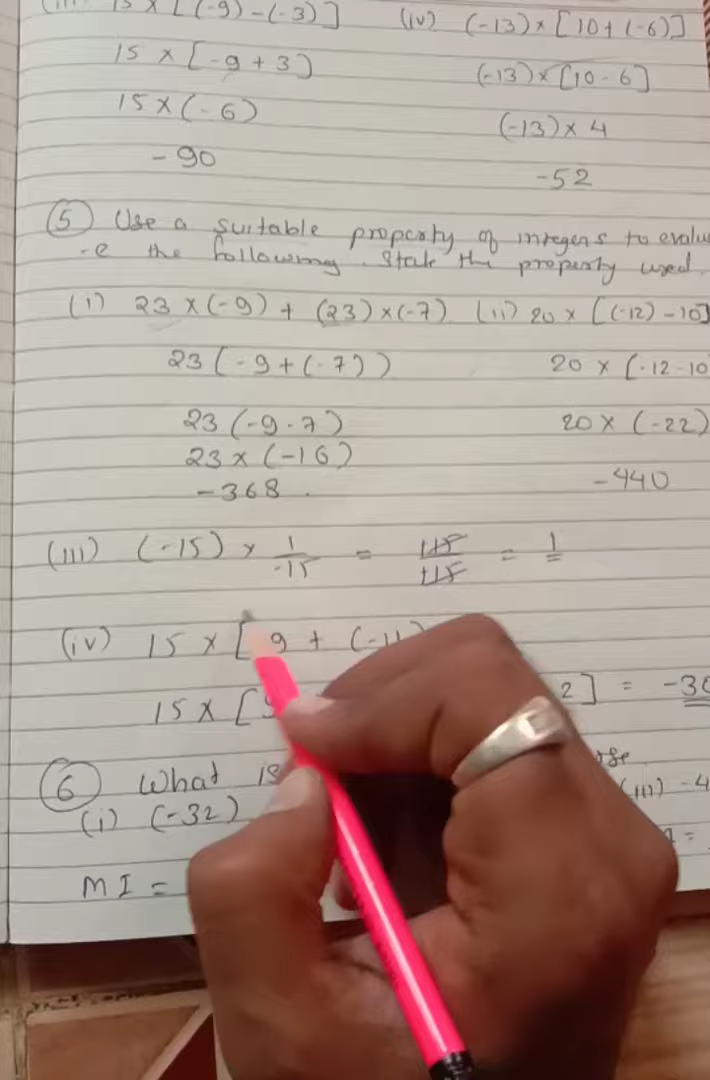 15 × [(-9) - (-3)]
(iv) (-13) × [10 + (-6)]
15 × [-9 + 3]
(-13) × [10 - 6]
15 × (-6)
(-13) × 4
-90
-52
(5) Use a suitable property of integers to evalu
-e the following. State the property used.
(i) 23 × (-9) + (23) × (-7)
(ii) 20 × [(-12) - 10]
23 (-9 + (-7))
20 × [-12 - 10
23 (-9 - 7)
20 × (-22)
23 × (-16)
-368.
-440
(iii) (-15) × 1/-15 = +15/+15 = 1
(iv) 15 × [9 + (-11)
15 × [9 2] = -30
(6) What is
(i) (-32) (iii) -4
MI =